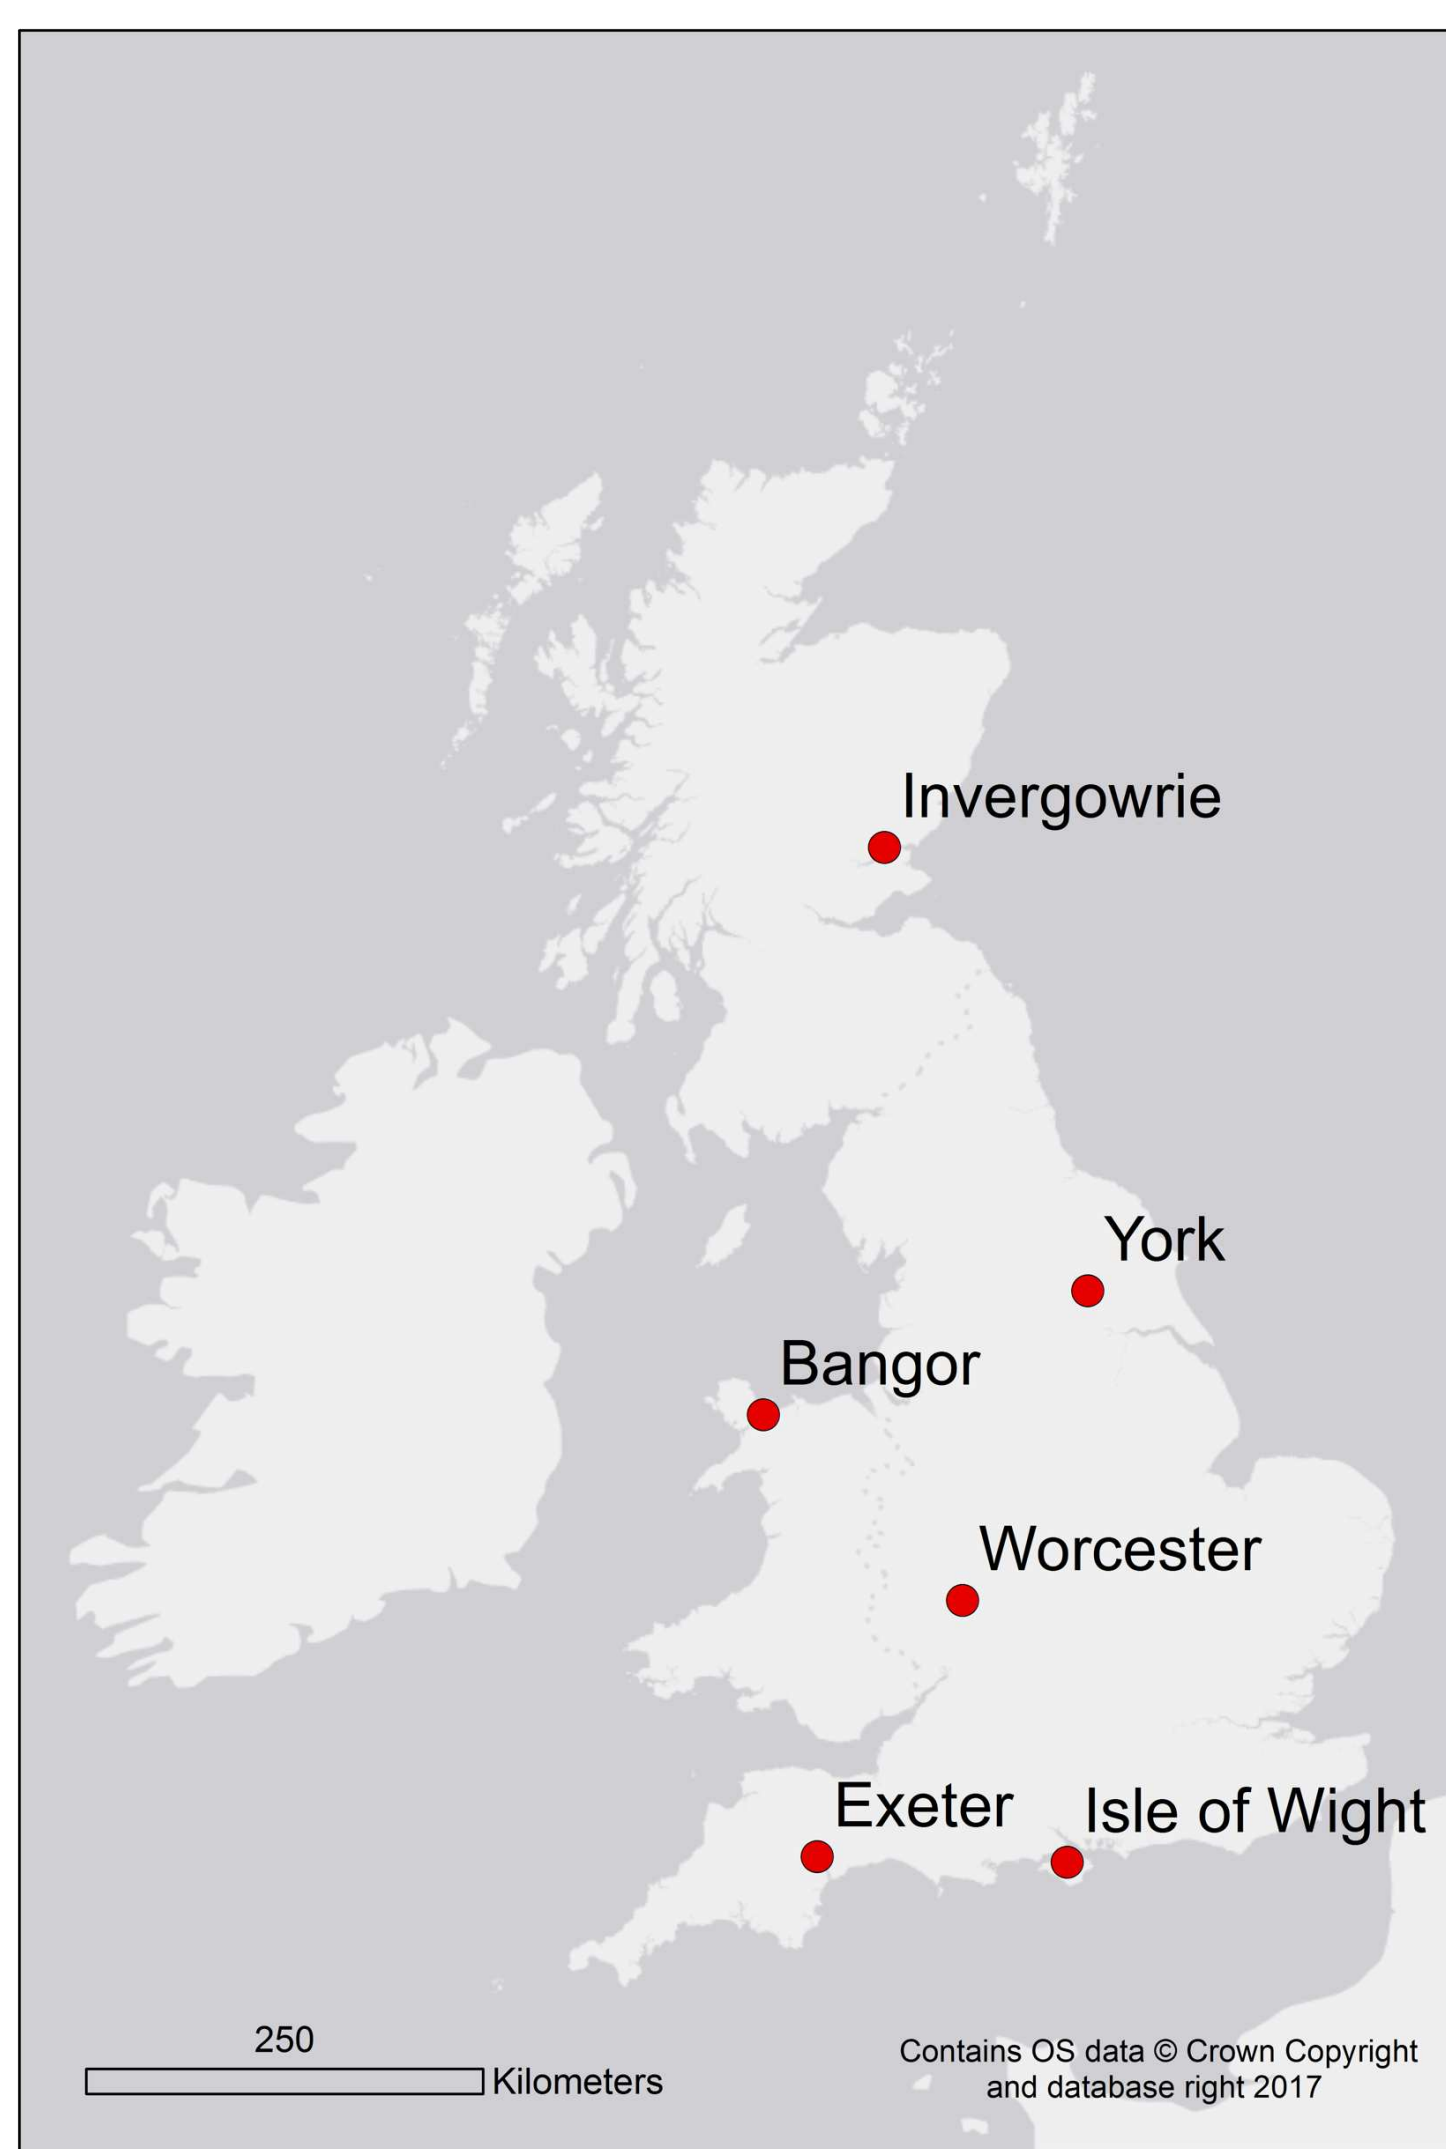 Invergowrie
York
Bangor
Worcester
Exeter
Isle of Wight
250
Kilometers
Contains OS data © Crown Copyright
and database right 2017